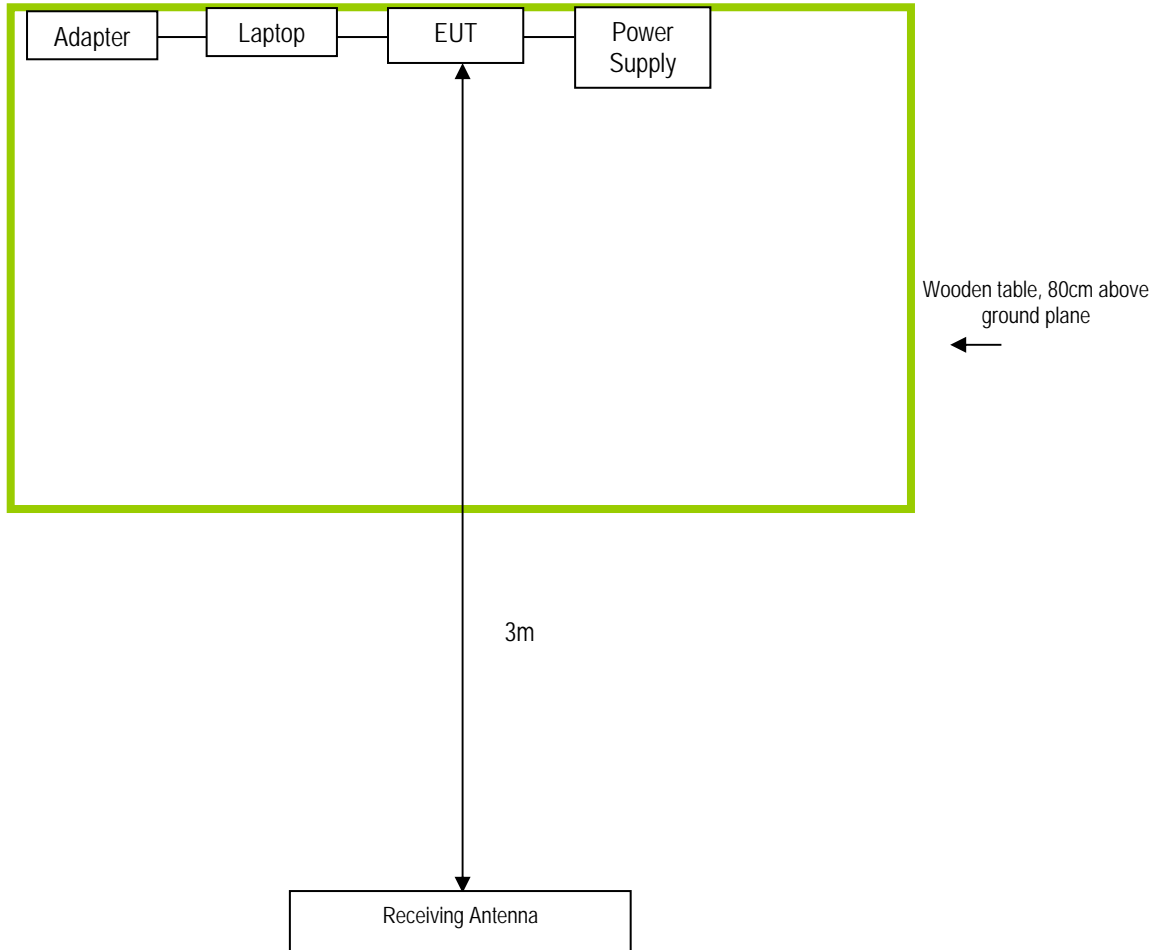 Adapter
Laptop
EUT
Power
Supply
Wooden table, 80cm above
ground plane
3m
Receiving Antenna